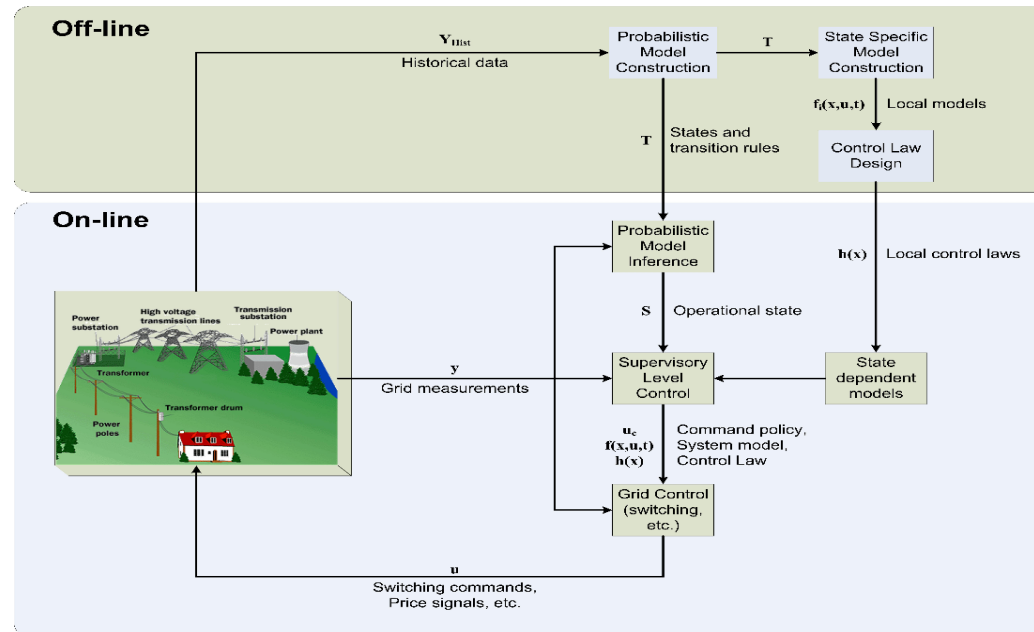 Off-line
Y_Hist
Historical data
Probabilistic
Model
Construction
T
State Specific
Model
Construction
f_i(x,u,t)
Local models
T
States and
transition rules
Control Law
Design
On-line
Probabilistic
Model
Inference
h(x)
Local control laws
S
Operational state
High voltage
transmission lines
Transmission
substation
Power
substation
Power plant
Transformer
Transformer drum
Power
poles
y
Grid measurements
Supervisory
Level
Control
State
dependent
models
u_c
Command policy,
f(x,u,t)
System model,
h(x)
Control Law
Grid Control
(switching,
etc.)
u
Switching commands,
Price signals, etc.